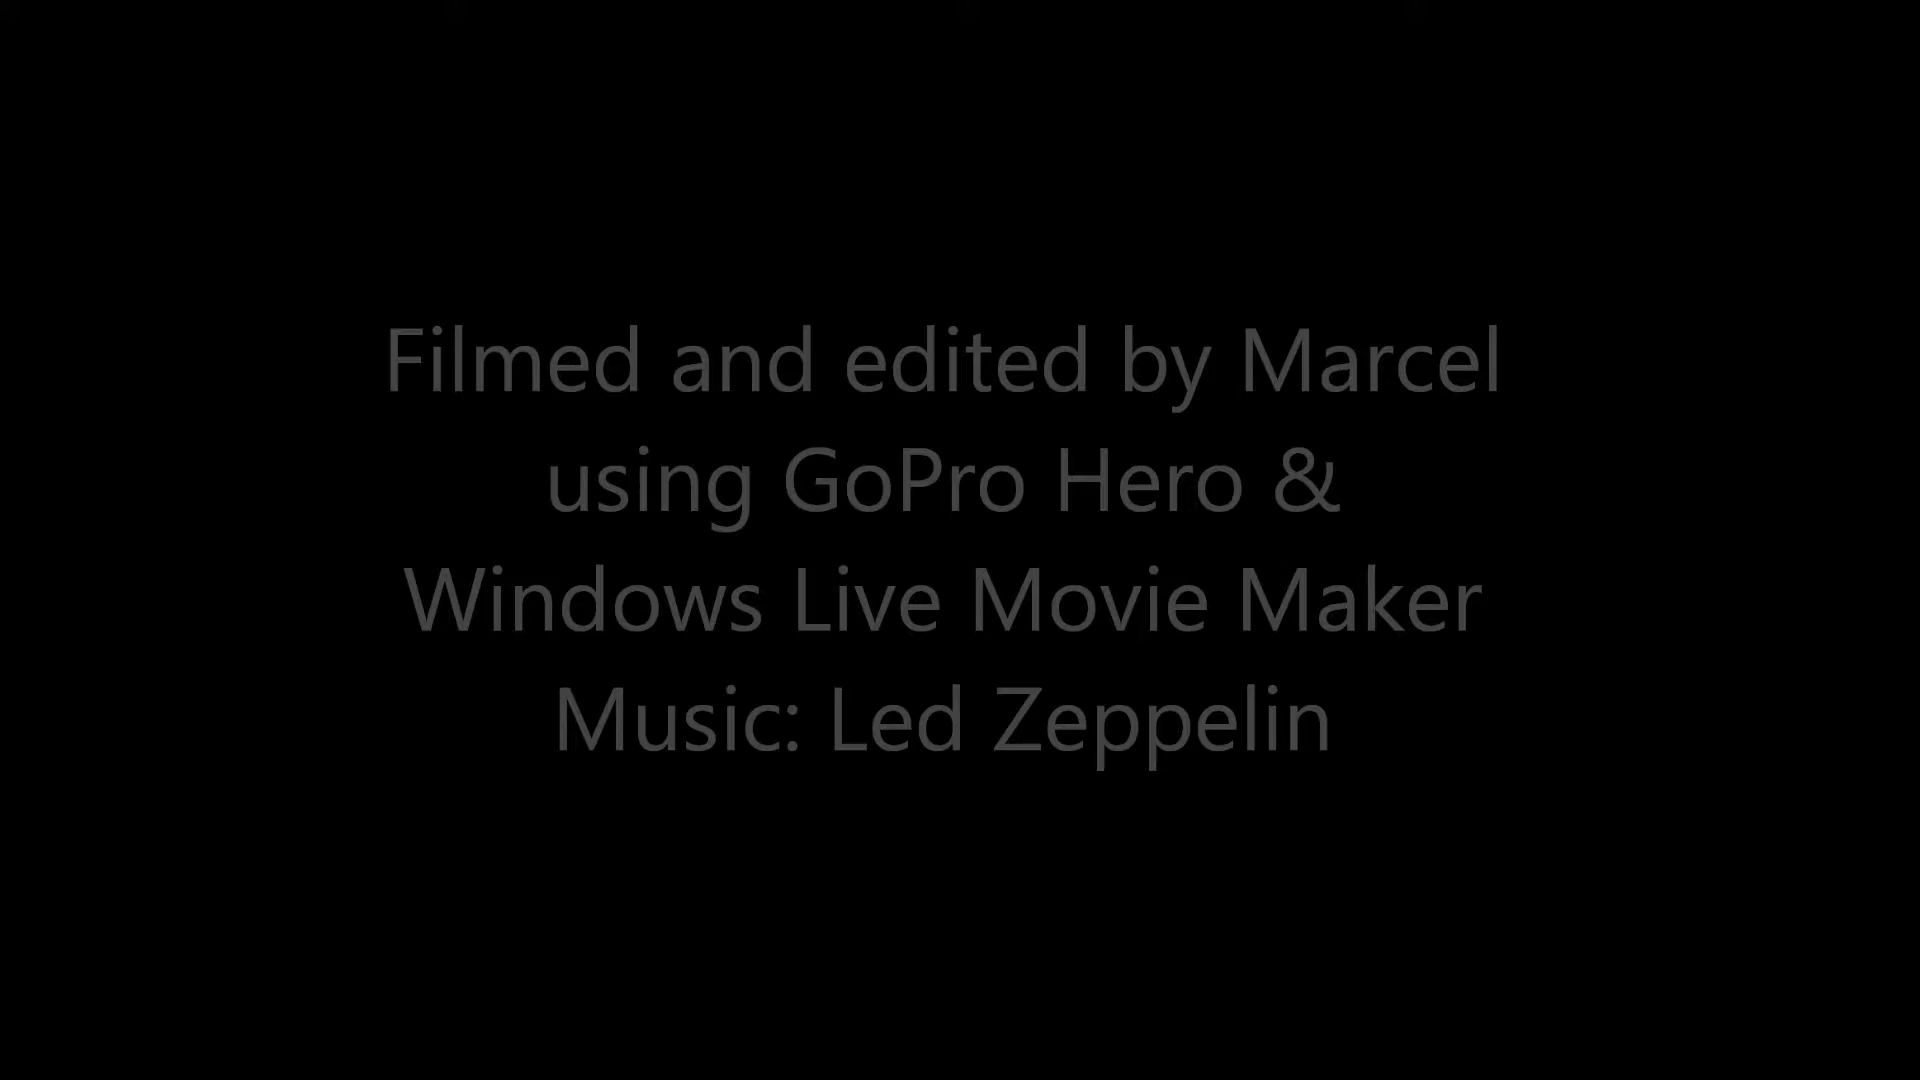 Filmed and edited by Marcel
using GoPro Hero &
Windows Live Movie Maker
Music: Led Zeppelin